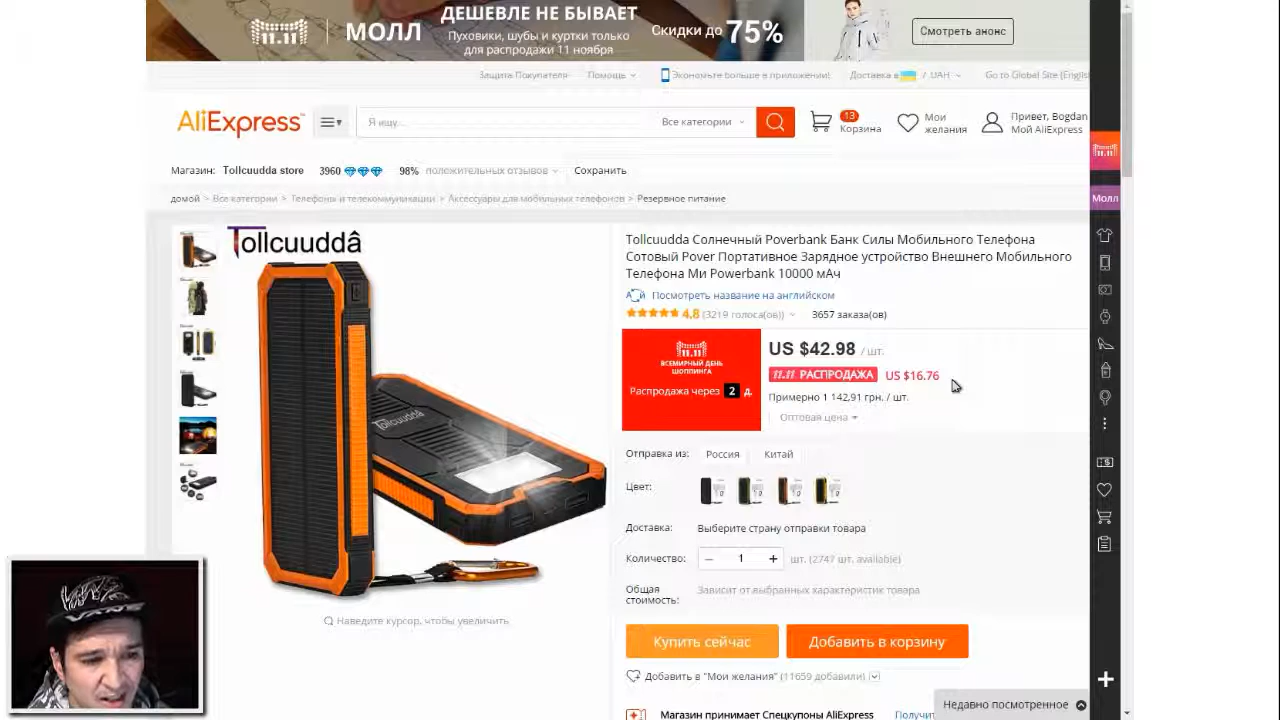 11.11
МОЛЛ
ДЕШЕВЛЕ НЕ БЫВАЕТ
Пуховики, шубы и куртки только
для распродажи 11 ноября
Скидки до 75%
Смотреть анонс
Защита Покупателя
Помощь
Экономьте больше в приложении!
Доставка в / UAH
Go to Global Site (Englis
AliExpress
Я ищу...
Все категории
13
Корзина
Мои
желания
Привет, Bogdan
Мой AliExpress
Магазин: Tollcuudda store 3960 98% положительных отзывов Сохранить
11.11
Молл
домой > Все категории > Телефоны и телекоммуникации > Аксессуары для мобильных телефонов > Резервное питание
Tollcuuddâ
Tollcuudda
Tollcuudda Солнечный Poverbank Банк Силы Мобильного Телефона
Сотовый Pover Портативное Зарядное устройство Внешнего Мобильного
Телефона Ми Powerbank 10000 мАч
Посмотреть название на английском
4,8 (3219 голоса(ов)) 3657 заказа(ов)
11.11
ВСЕМИРНЫЙ ДЕНЬ
ШОППИНГА
Распродажа через 2 д.
US $42.98 / шт.
11.11 РАСПРОДАЖА US $16.76
Примерно 1 142,91 грн. / шт.
Оптовая цена
Отправка из: Россия Китай
Цвет:
Доставка: Выберите страну отправки товара
Количество: − 1 + шт. (2747 шт. available)
Общая
стоимость:
Зависит от выбранных характеристик товара
Наведите курсор, чтобы увеличить
Купить сейчас
Добавить в корзину
Добавить в "Мои желания" (11659 добавили)
Недавно посмотренное
Магазин принимает Спецкупоны AliExpress Получит
VANS